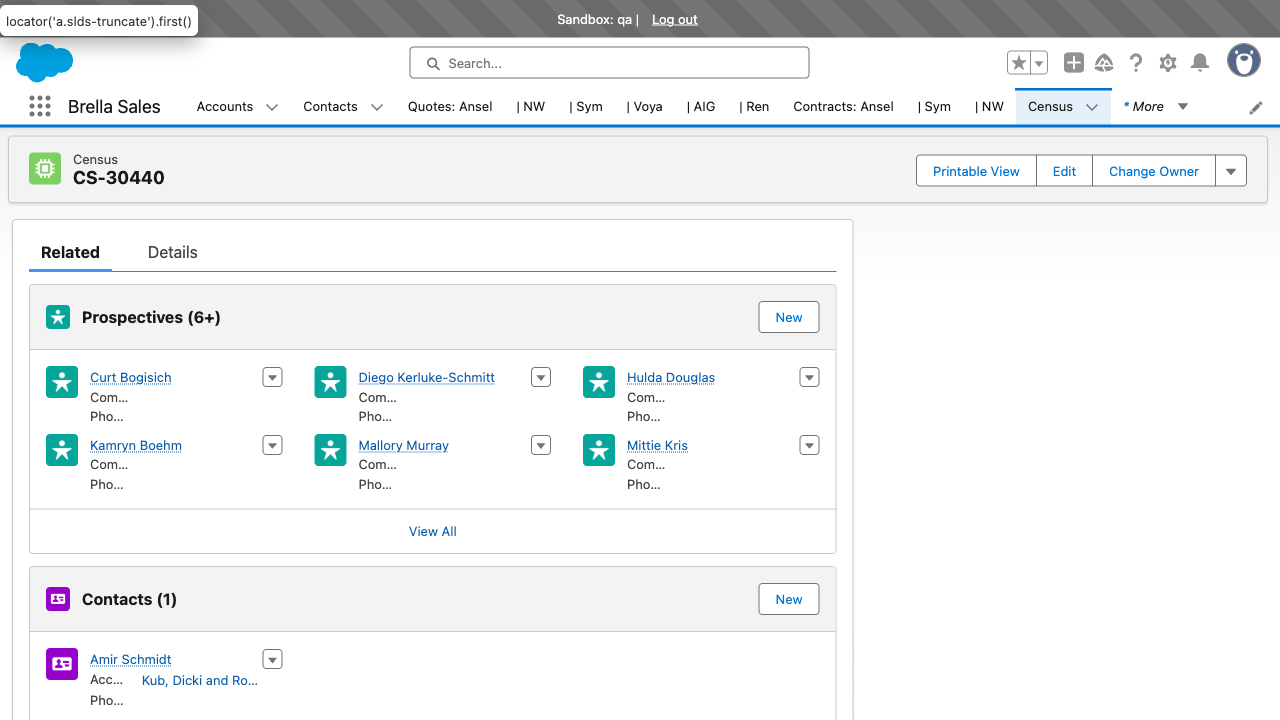 locator('a.slds-truncate').first()
Sandbox: qa | Log out
Search...
Brella Sales Accounts Contacts Quotes: Ansel | NW | Sym | Voya | AIG | Ren Contracts: Ansel | Sym | NW Census * More
Census
CS-30440
Printable View Edit Change Owner
Related Details
Prospectives (6+) New
Curt Bogisich Diego Kerluke-Schmitt Hulda Douglas
Com... Com... Com...
Pho... Pho... Pho...
Kamryn Boehm Mallory Murray Mittie Kris
Com... Com... Com...
Pho... Pho... Pho...
View All
Contacts (1) New
Amir Schmidt
Acc... Kub, Dicki and Ro...
Pho...